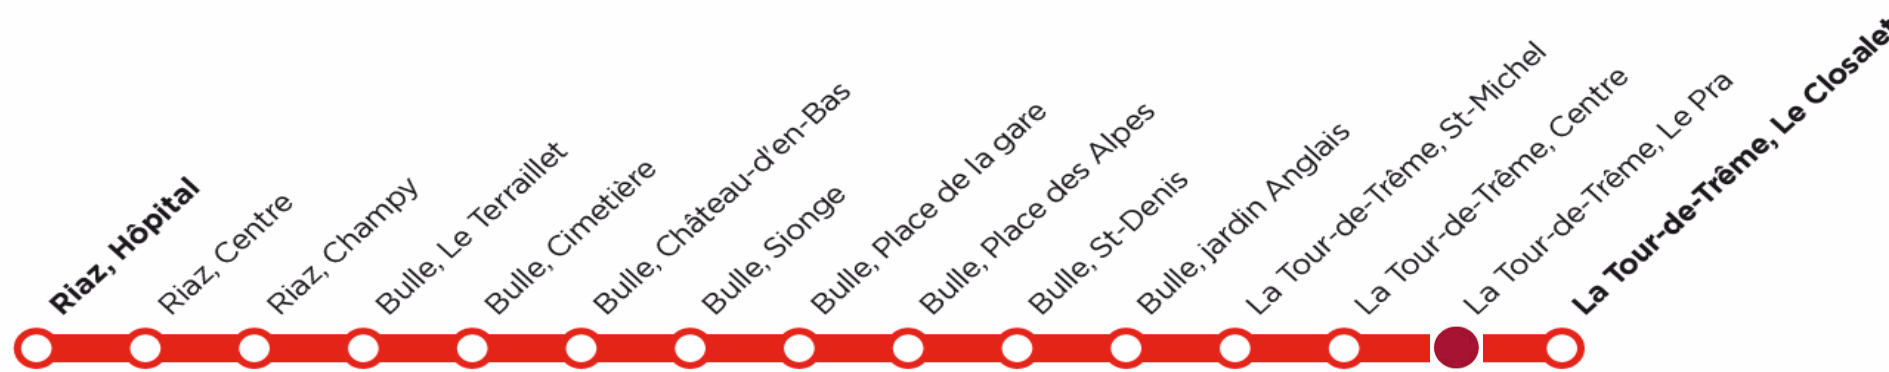 Riaz, Hôpital
Riaz, Centre
Riaz, Champy
Bulle, Le Terraillet
Bulle, Cimetière
Bulle, Château-d'en-Bas
Bulle, Sionge
Bulle, Place de la gare
Bulle, Place des Alpes
Bulle, St-Denis
Bulle, jardin Anglais
La Tour-de-Trême, St-Michel
La Tour-de-Trême, Centre
La Tour-de-Trême, Le Pra
La Tour-de-Trême, Le Closalet